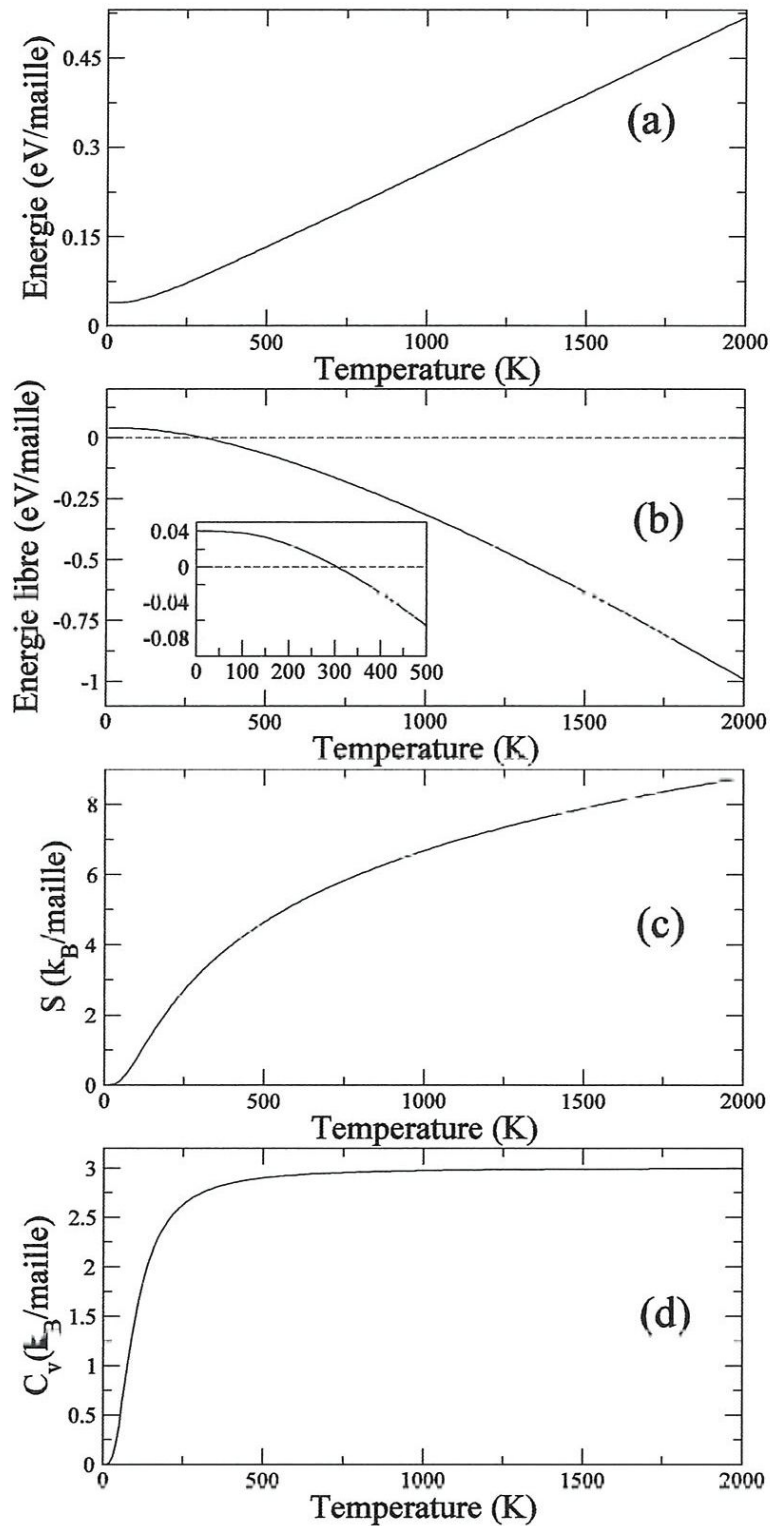 0.45
0.3
0.15
0
Energie (eV/maille)
(a)
0 500 1000 1500 2000
Temperature (K)
0
-0.25
-0.5
-0.75
-1
Energie libre (eV/maille)
(b)
0.04
0
-0.04
-0.08
0 100 200 300 400 500
0 500 1000 1500 2000
Temperature (K)
8
6
4
2
0
S (k_B/maille)
(c)
0 500 1000 1500 2000
Temperature (K)
3
2.5
2
1.5
1
0.5
0
C_v(k_B/maille)
(d)
0 500 1000 1500 2000
Temperature (K)